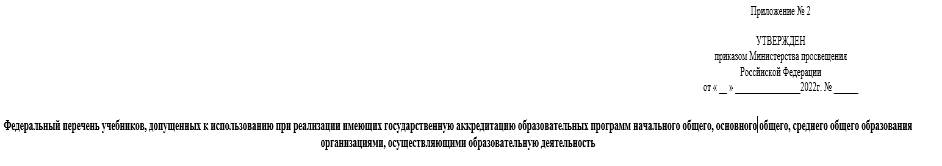 Приложение № 2
УТВЕРЖДЕН
приказом Министерства просвещения
Российской Федерации
от « __ » ______________2022г. № _____
Федеральный перечень учебников, допущенных к использованию при реализации имеющих государственную аккредитацию образовательных программ начального общего, основного общего, среднего общего образования
организациями, осуществляющими образовательную деятельность